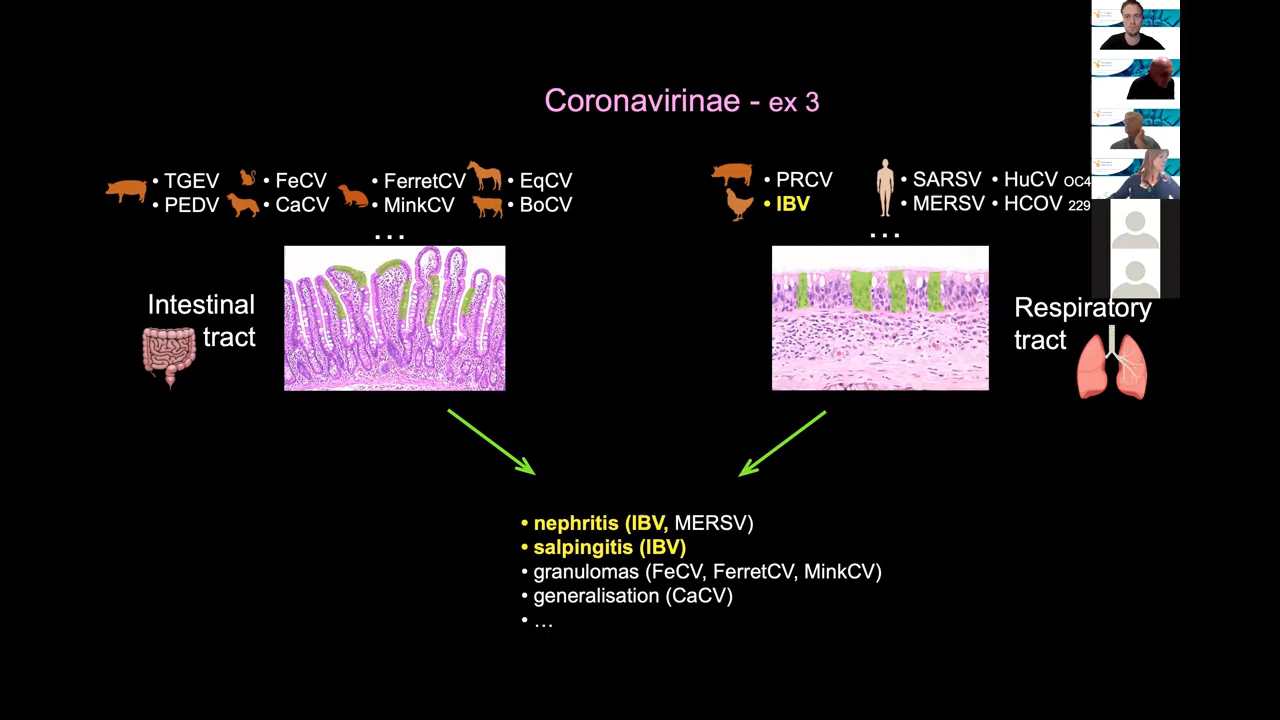 Coronavirinae - ex 3
• TGEV • FeCV • FerretCV • EqCV
• PEDV • CaCV • MinkCV • BoCV
...
• PRCV • SARSV • HuCV OC4
• IBV • MERSV • HCOV 229
...
Intestinal
tract
Respiratory
tract
• nephritis (IBV, MERSV)
• salpingitis (IBV)
• granulomas (FeCV, FerretCV, MinkCV)
• generalisation (CaCV)
• ...